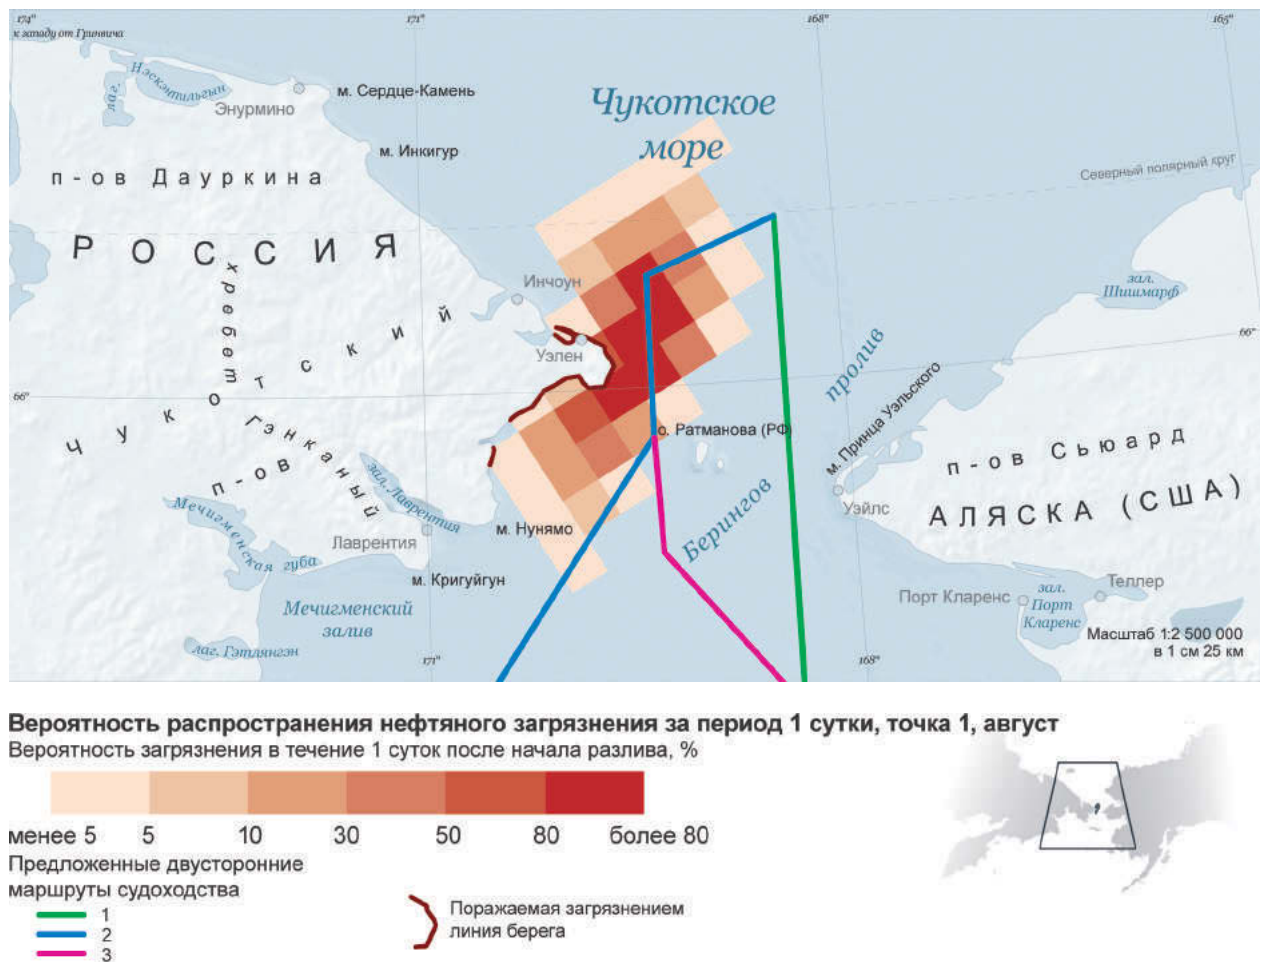 174°
к западу от Гринвича
171°
168°
165°
лаг.
Нэскэнтильгын
Энурмино
м. Сердце-Камень
м. Инкигур
Чукотское
море
Северный полярный круг
п-ов Дауркина
РОССИЯ
хребет
Инчоун
зал.
Шишмарф
66°
Уэлен
пролив
66°
Чукотский
п-ов
Гэнканый
о. Ратманова (РФ)
м. Принца Уэльского
п-ов Сьюард
АЛЯСКА (США)
зал. Лаврентия
Берингов
Уэйлс
Мечигменская губа
Лаврентия
м. Нунямо
м. Кригуйгун
Мечигменский
залив
Порт Кларенс
зал.
Порт
Кларенс
Теллер
лаг. Гэтлянгэн
171°
168°
Масштаб 1:2 500 000
в 1 см 25 км
Вероятность распространения нефтяного загрязнения за период 1 сутки, точка 1, август
Вероятность загрязнения в течение 1 суток после начала разлива, %
менее 5 5 10 30 50 80 более 80
Предложенные двусторонние
маршруты судоходства
1
2
3
Поражаемая загрязнением
линия берега